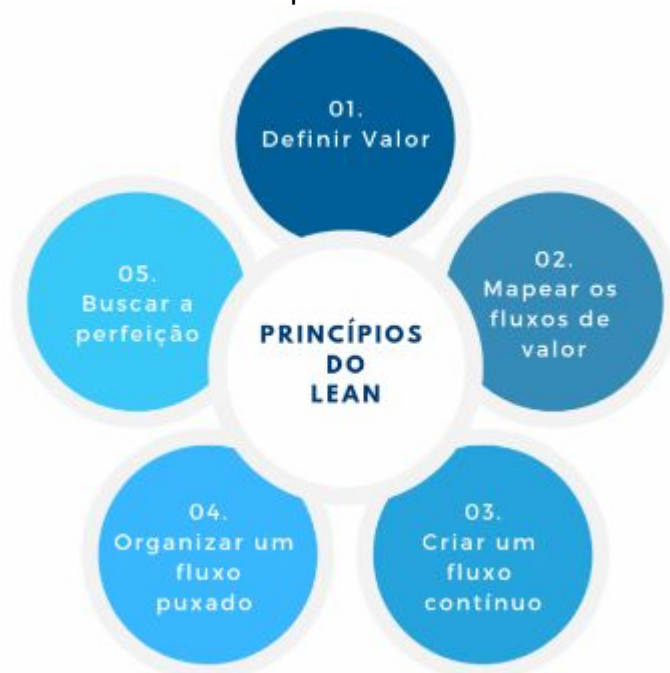 PRINCÍPIOS
DO
LEAN
01.
Definir Valor
02.
Mapear os
fluxos de
valor
03.
Criar um
fluxo
contínuo
04.
Organizar um
fluxo
puxado
05.
Buscar a
perfeição